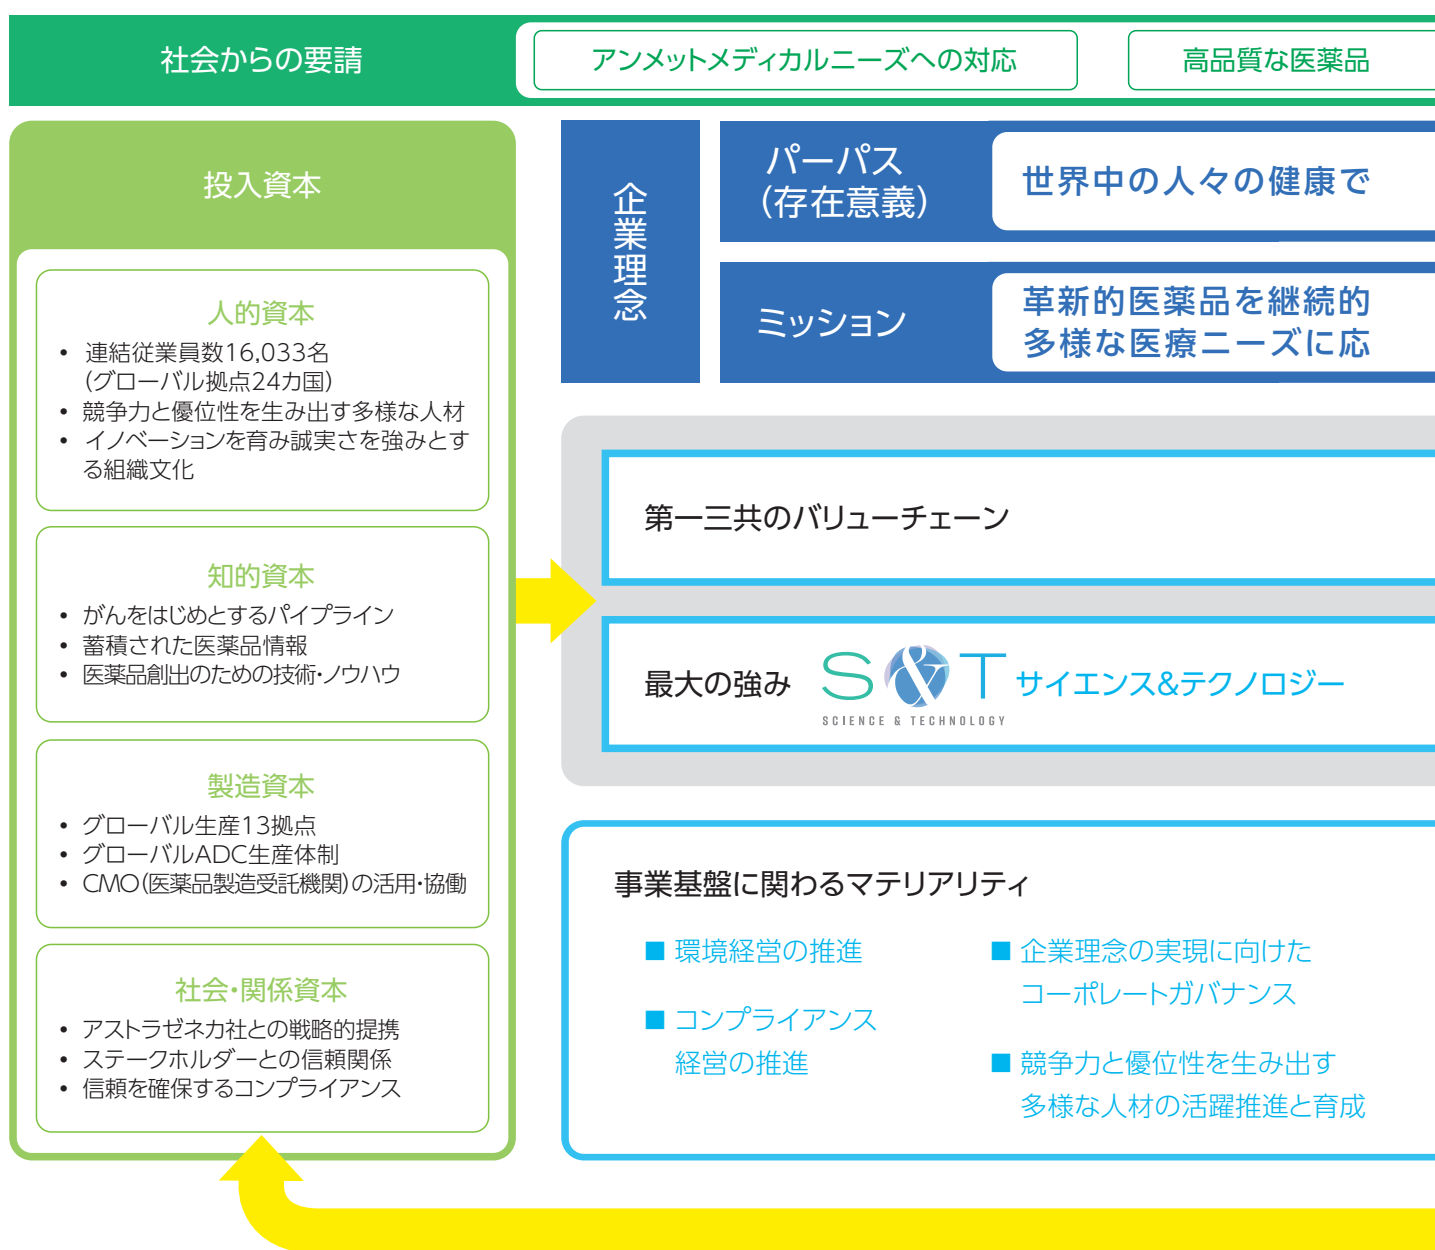 社会からの要請
アンメットメディカルニーズへの対応
高品質な医薬品
投入資本
人的資本
• 連結従業員数16,033名
（グローバル拠点24カ国）
• 競争力と優位性を生み出す多様な人材
• イノベーションを育み誠実さを強みとす
る組織文化
知的資本
• がんをはじめとするパイプライン
• 蓄積された医薬品情報
• 医薬品創出のための技術・ノウハウ
製造資本
• グローバル生産13拠点
• グローバルADC生産体制
• CMO（医薬品製造受託機関）の活用・協働
社会・関係資本
• アストラゼネカ社との戦略的提携
• ステークホルダーとの信頼関係
• 信頼を確保するコンプライアンス
企業理念
パーパス
（存在意義）
世界中の人々の健康で
ミッション
革新的医薬品を継続的
多様な医療ニーズに応
第一三共のバリューチェーン
最大の強み
S&T
SCIENCE & TECHNOLOGY
サイエンス&テクノロジー
事業基盤に関わるマテリアリティ
■ 環境経営の推進
■ コンプライアンス
経営の推進
■ 企業理念の実現に向けた
コーポレートガバナンス
■ 競争力と優位性を生み出す
多様な人材の活躍推進と育成